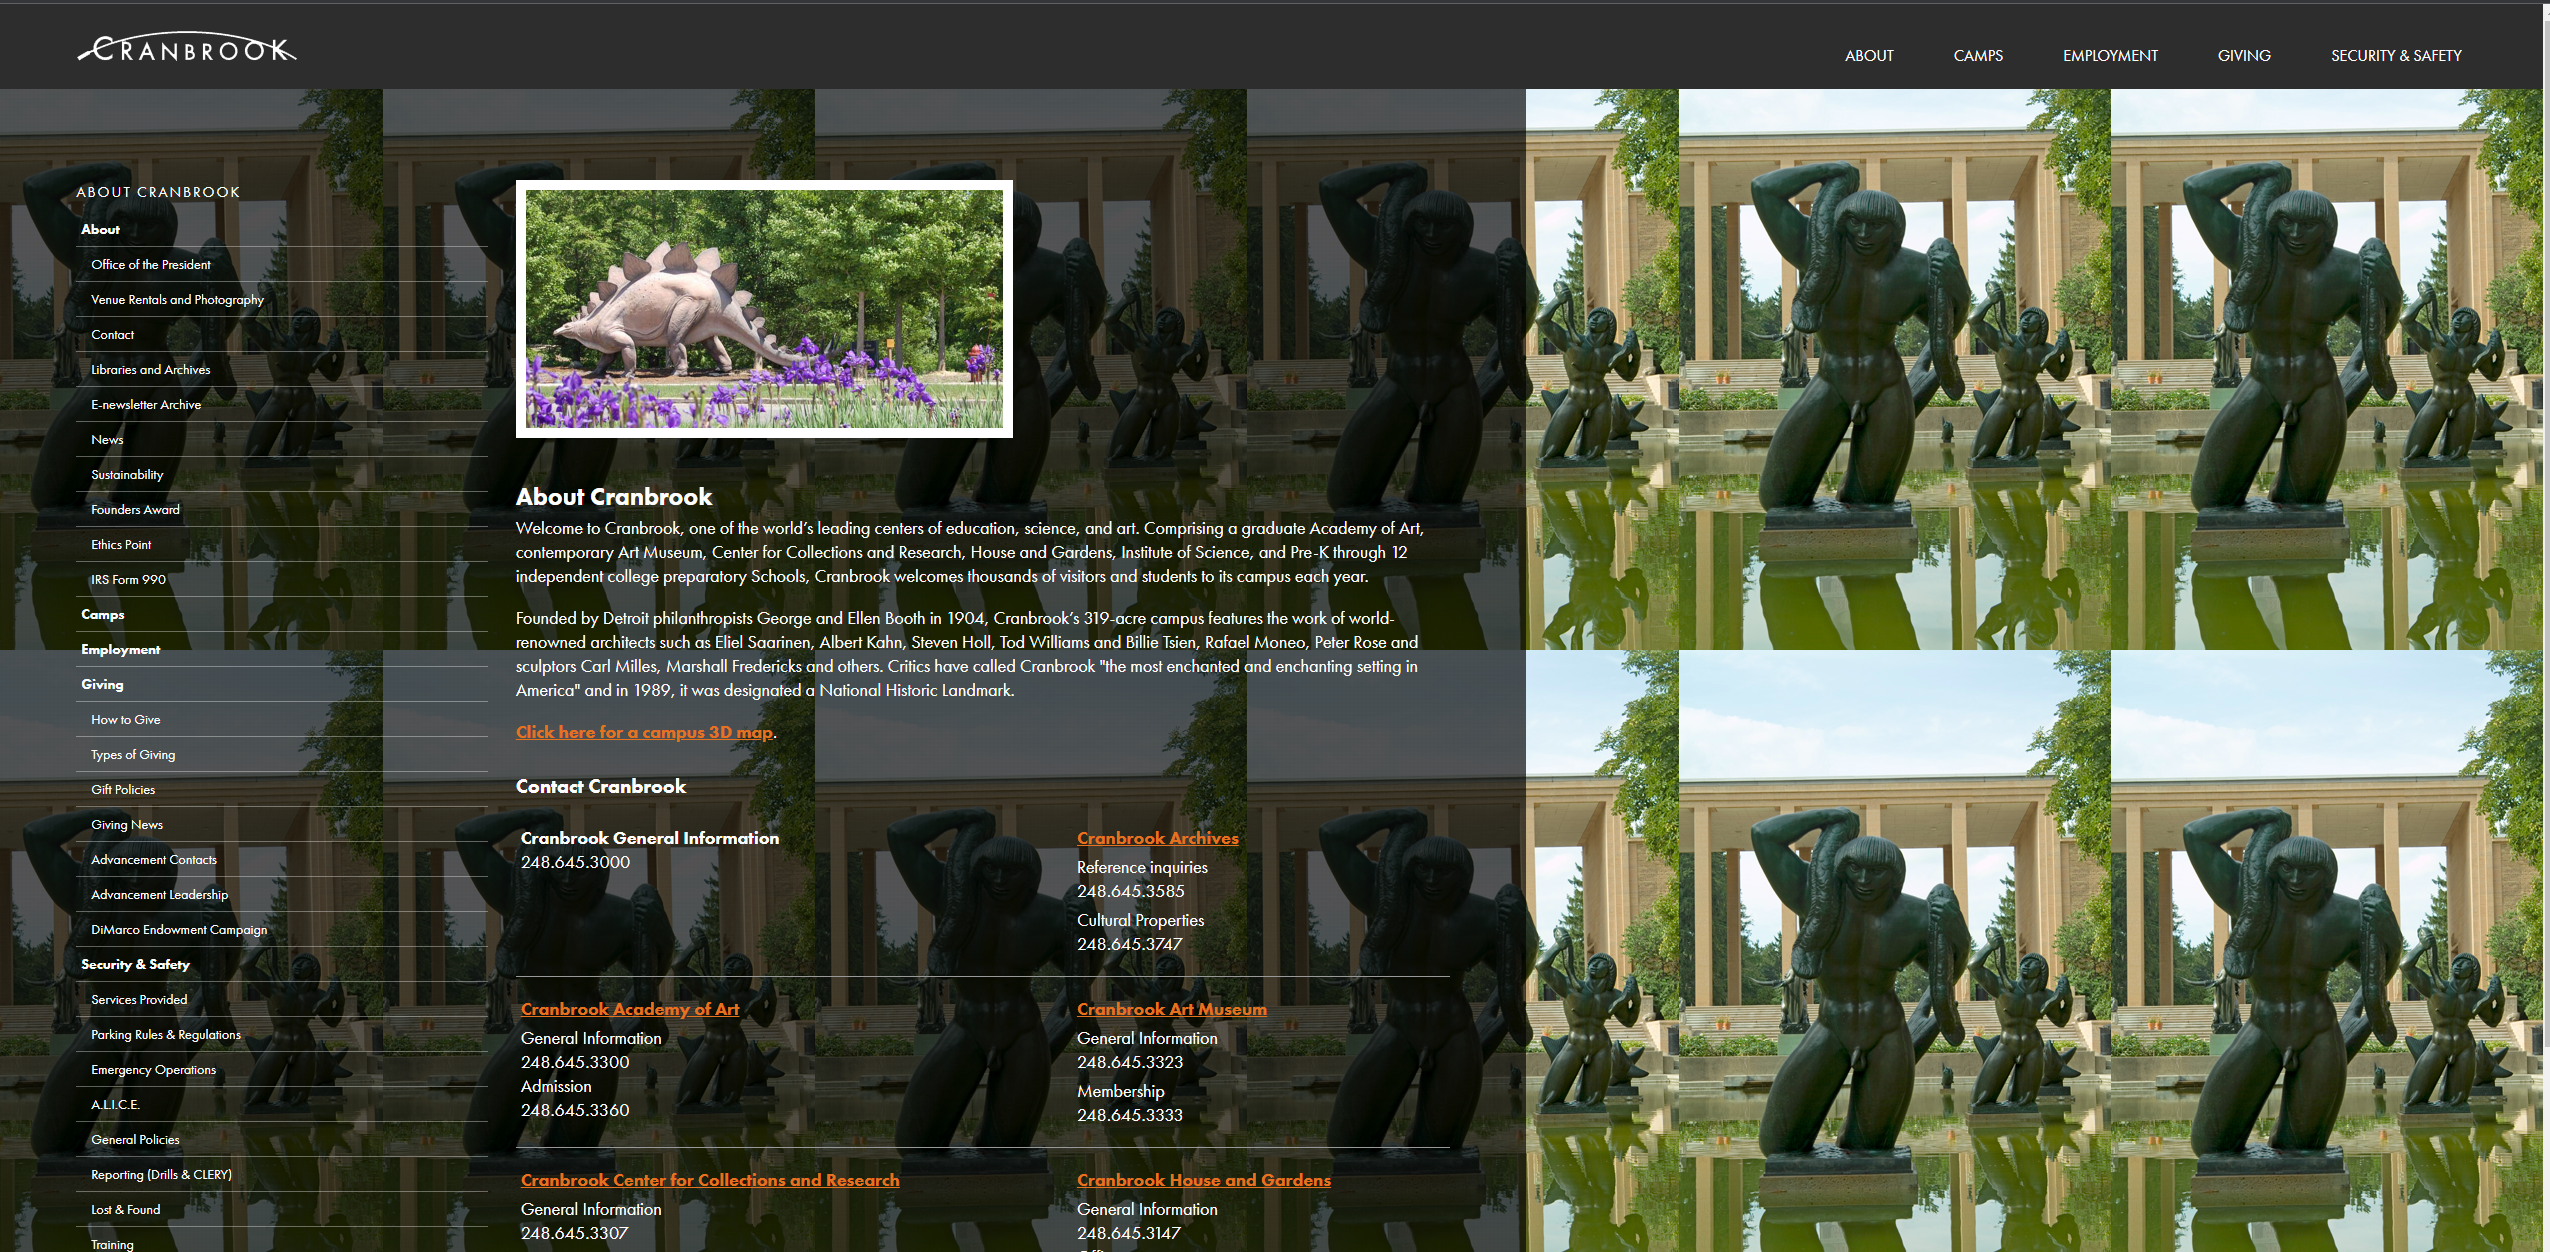 CRANBROOK
ABOUT
CAMPS
EMPLOYMENT
GIVING
SECURITY & SAFETY
ABOUT CRANBROOK
About
Office of the President
Venue Rentals and Photography
Contact
Libraries and Archives
E-newsletter Archive
News
Sustainability
Founders Award
Ethics Point
IRS Form 990
Camps
Employment
Giving
How to Give
Types of Giving
Gift Policies
Giving News
Advancement Contacts
Advancement Leadership
DiMarco Endowment Campaign
Security & Safety
Services Provided
Parking Rules & Regulations
Emergency Operations
A.L.I.C.E.
General Policies
Reporting (Drills & CLERY)
Lost & Found
Training
About Cranbrook
Welcome to Cranbrook, one of the world’s leading centers of education, science, and art. Comprising a graduate Academy of Art,
contemporary Art Museum, Center for Collections and Research, House and Gardens, Institute of Science, and Pre-K through 12
independent college preparatory Schools, Cranbrook welcomes thousands of visitors and students to its campus each year.
Founded by Detroit philanthropists George and Ellen Booth in 1904, Cranbrook’s 319-acre campus features the work of world-
renowned architects such as Eliel Saarinen, Albert Kahn, Steven Holl, Tod Williams and Billie Tsien, Rafael Moneo, Peter Rose and
sculptors Carl Milles, Marshall Fredericks and others. Critics have called Cranbrook "the most enchanted and enchanting setting in
America" and in 1989, it was designated a National Historic Landmark.
Click here for a campus 3D map.
Contact Cranbrook
Cranbrook General Information
248.645.3000
Cranbrook Archives
Reference inquiries
248.645.3585
Cultural Properties
248.645.3747
Cranbrook Academy of Art
General Information
248.645.3300
Admission
248.645.3360
Cranbrook Art Museum
General Information
248.645.3323
Membership
248.645.3333
Cranbrook Center for Collections and Research
General Information
248.645.3307
Cranbrook House and Gardens
General Information
248.645.3147